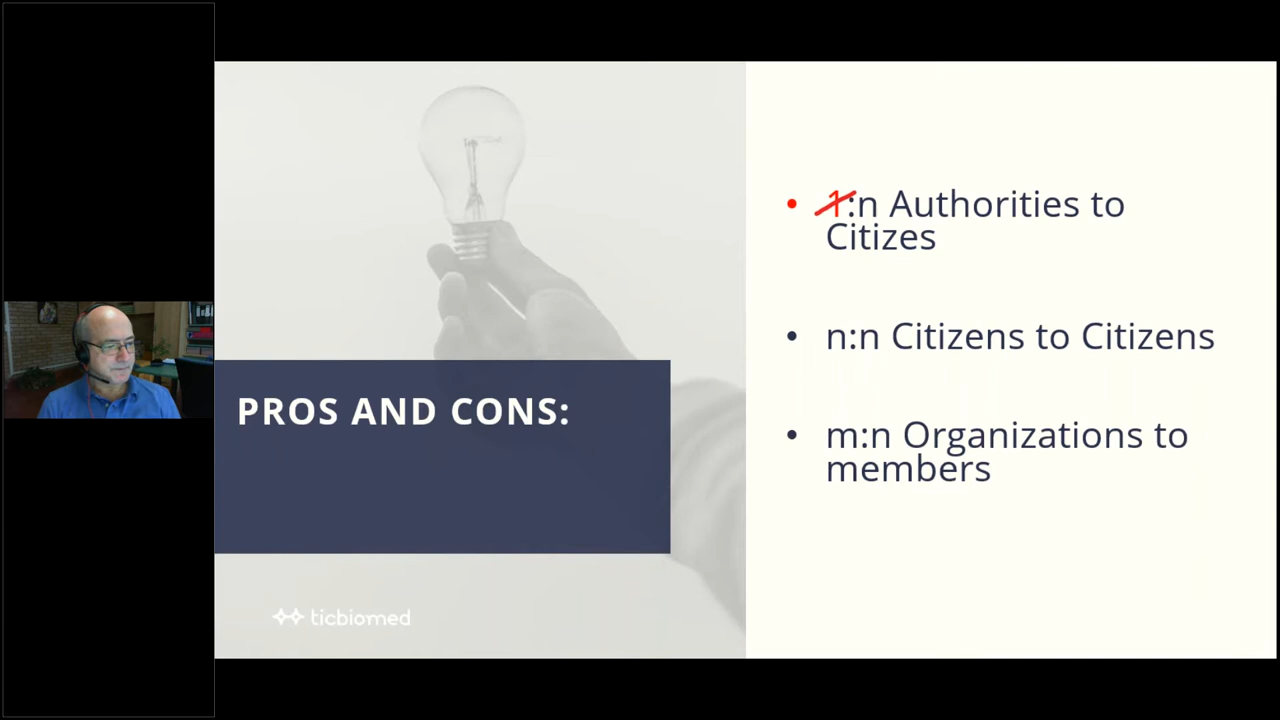 PROS AND CONS:
ticbiomed
• 1:n Authorities to
Citizes
• n:n Citizens to Citizens
• m:n Organizations to
members